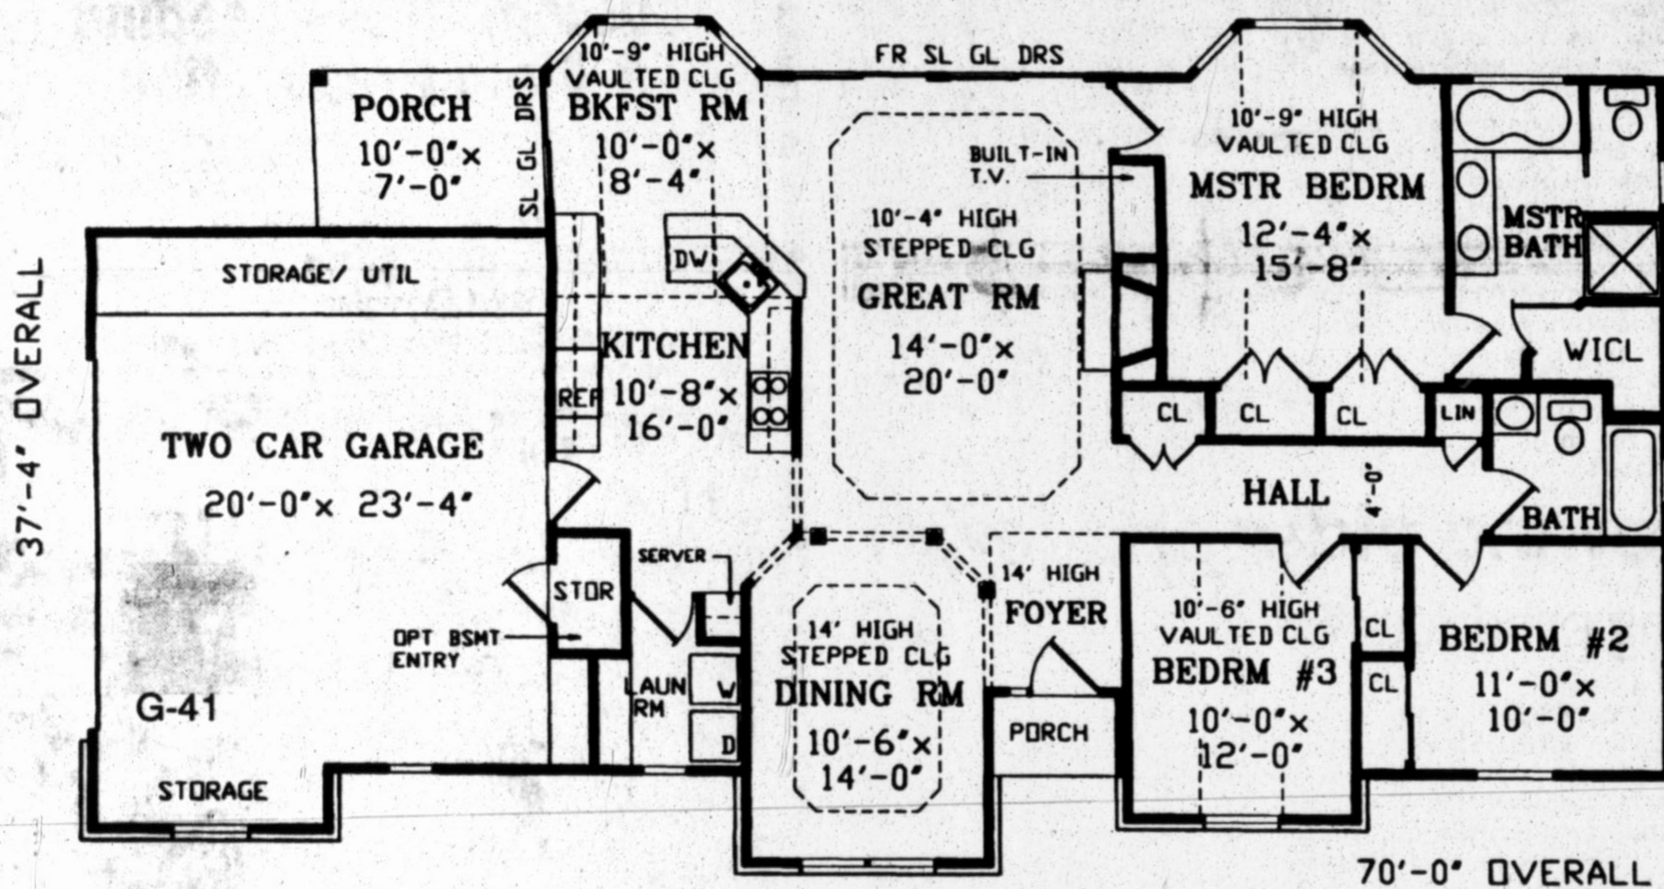 FR SL GL DRS
10'-9" HIGH
VAULTED CLG
BKFST RM
10'-0"x
8'-4"
PORCH
10'-0"x
7'-0"
SL GL DRS
BUILT-IN
T.V.
10'-4" HIGH
STEPPED CLG
GREAT RM
14'-0"x
20'-0"
10'-9" HIGH
VAULTED CLG
MSTR BEDRM
12'-4"x
15'-8"
MSTR
BATH
WICL
STORAGE/ UTIL
DW
KITCHEN
10'-8"x
16'-0"
REF
37'-4" OVERALL
TWO CAR GARAGE
20'-0"x 23'-4"
CL
CL
CL
LIN
HALL
4'-0"
BATH
SERVER
STOR
OPT BSMT
ENTRY
14' HIGH
FOYER
14' HIGH
STEPPED CLG
DINING RM
10'-6"x
14'-0"
LAUN
RM
W
D
PORCH
10'-6" HIGH
VAULTED CLG
BEDRM #3
10'-0"x
12'-0"
CL
CL
BEDRM #2
11'-0"x
10'-0"
G-41
STORAGE
70'-0" OVERALL